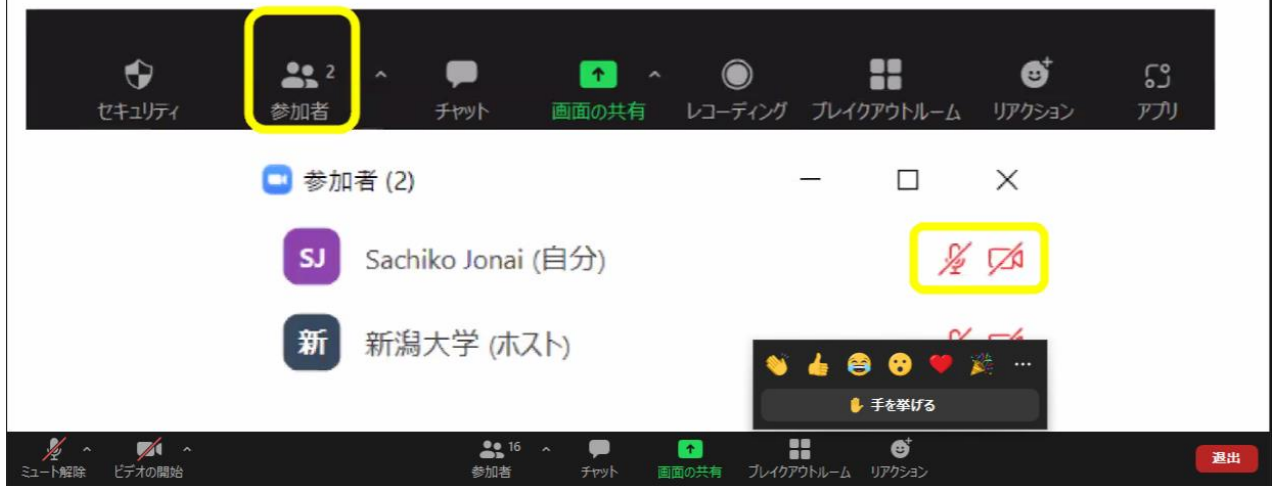 2
セキュリティ 参加者 チャット 画面の共有 レコーディング ブレイクアウトルーム リアクション アプリ
参加者 (2)
SJ Sachiko Jonai (自分)
新 新潟大学 (ホスト)
手を挙げる
16
ミュート解除 ビデオの開始 参加者 チャット 画面の共有 ブレイクアウトルーム リアクション 退出